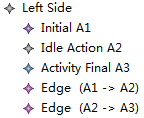 Left Side
Initial A1
Idle Action A2
Activity Final A3
Edge (A1 -> A2)
Edge (A2 -> A3)